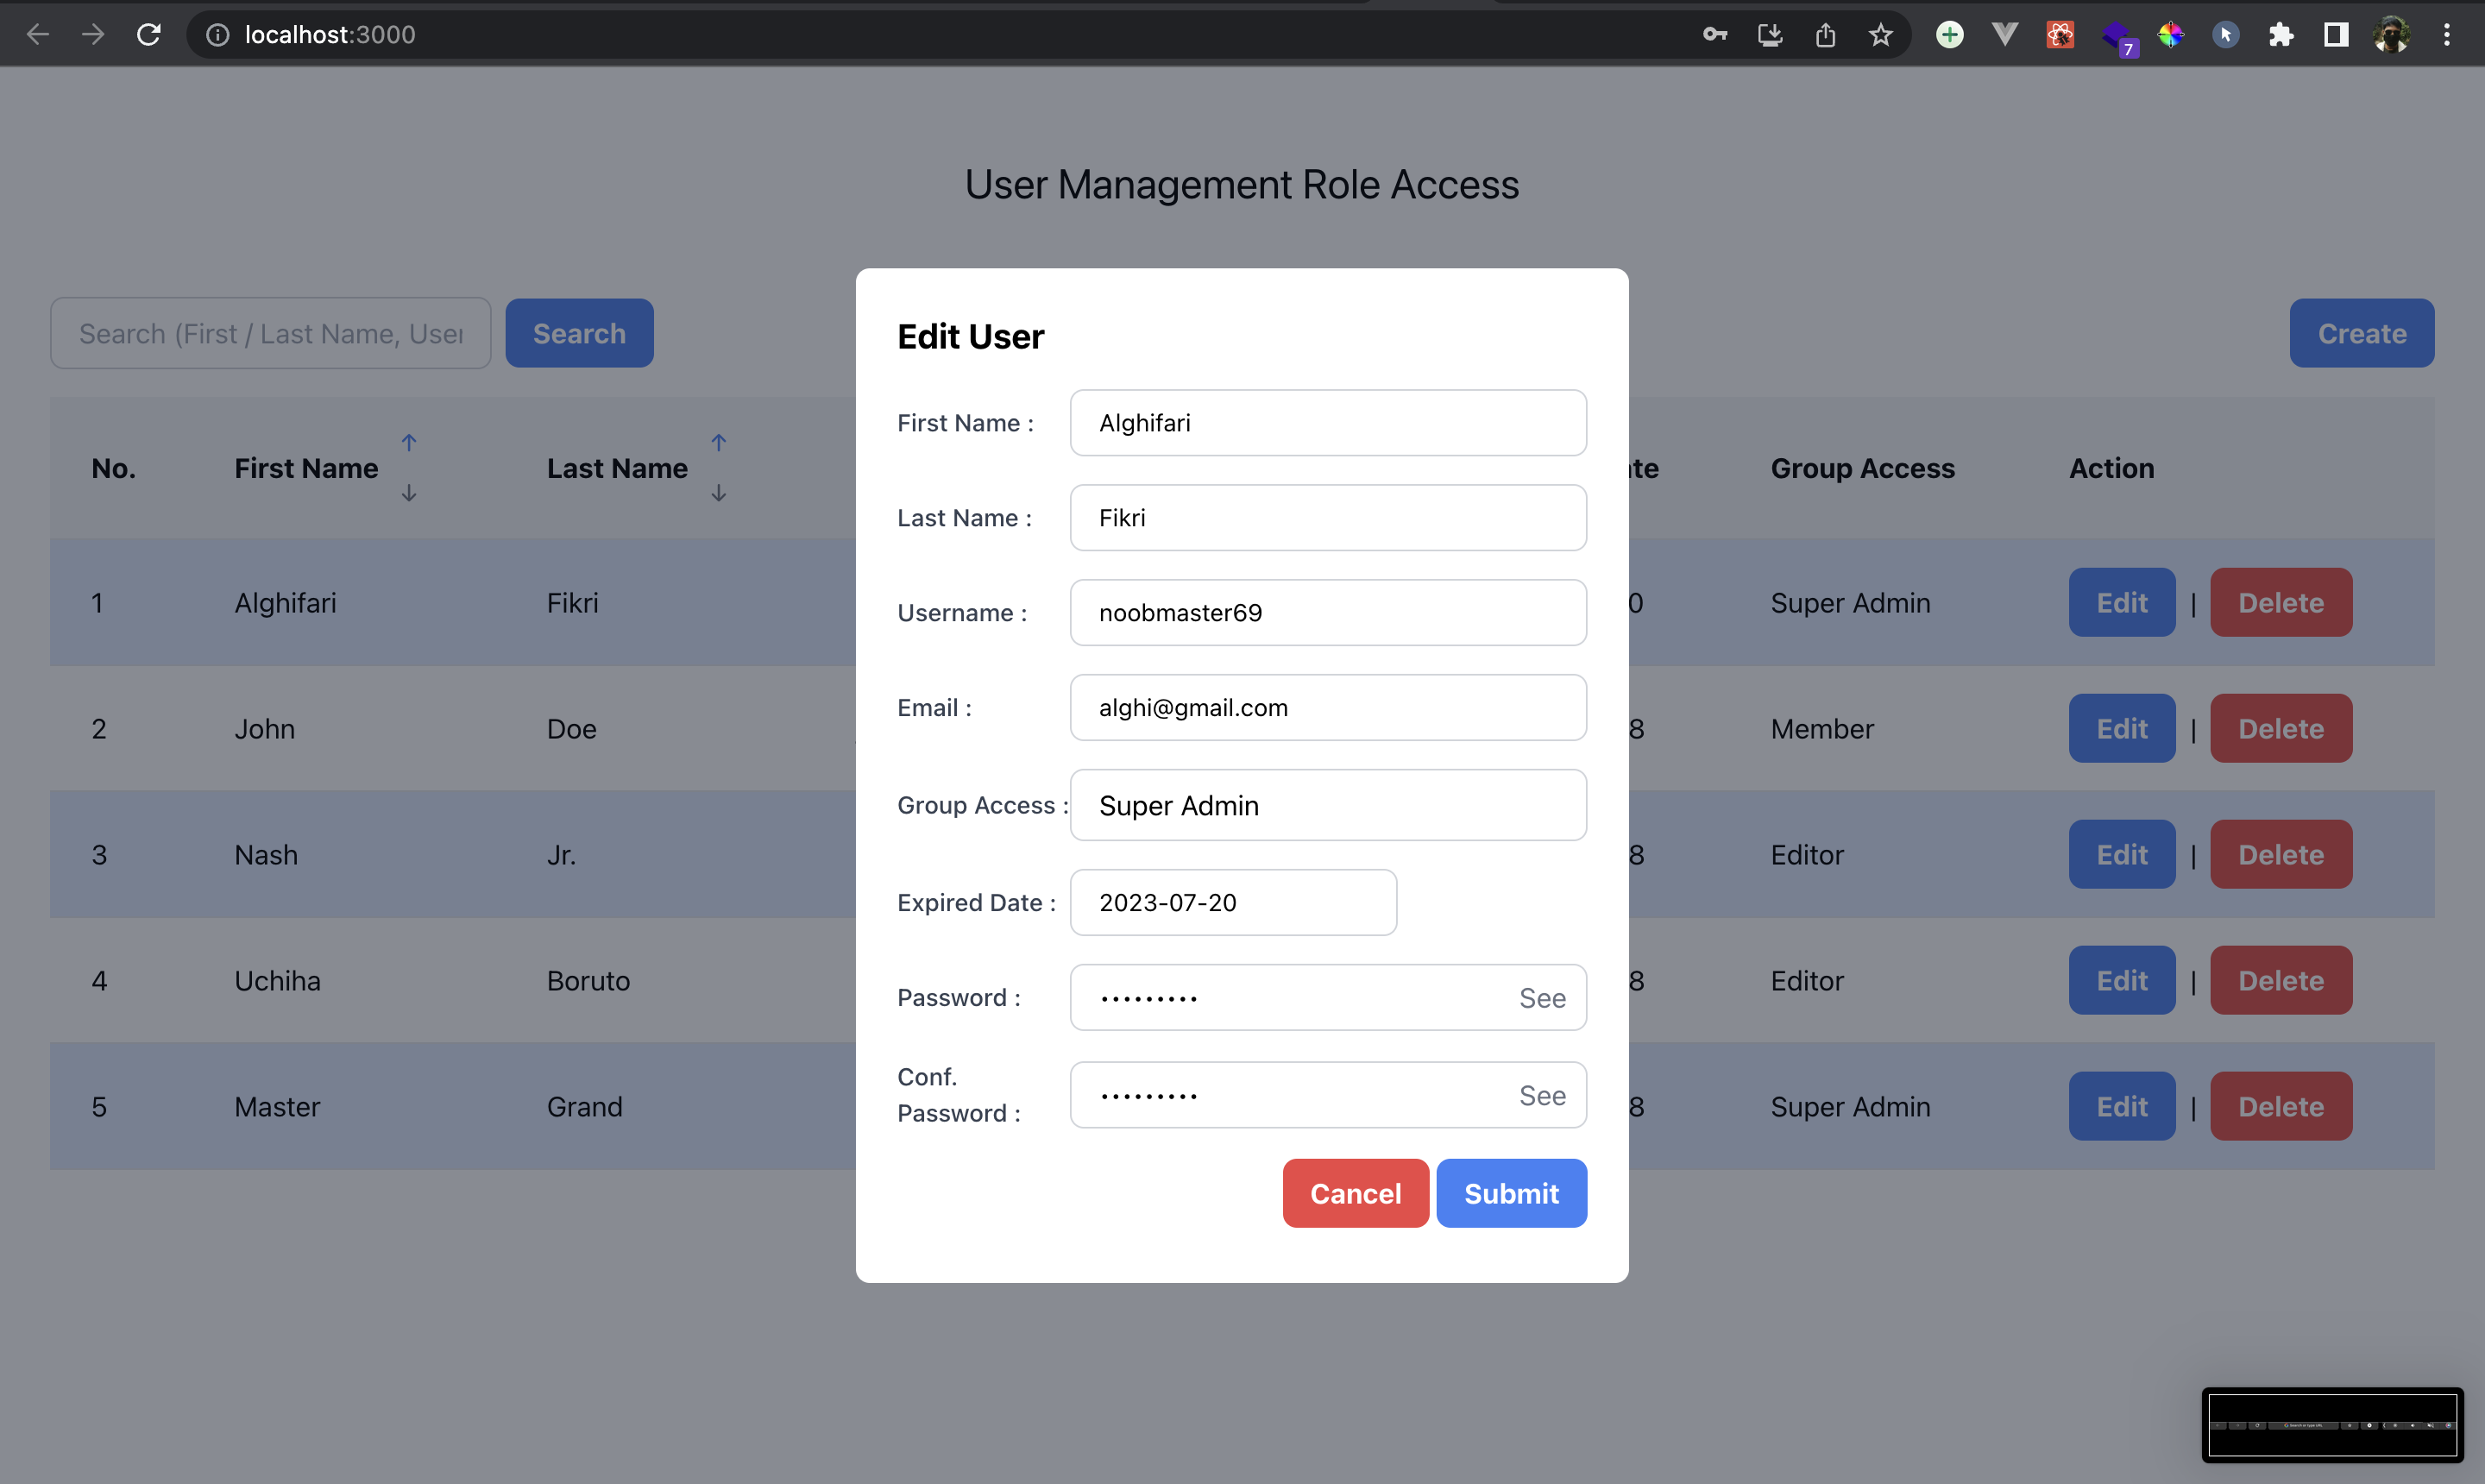 localhost:3000
7
User Management Role Access
Search (First / Last Name, User
Search
Create
No. First Name ↑ ↓ Last Name ↑ ↓ te Group Access Action
1 Alghifari Fikri 0 Super Admin Edit | Delete
2 John Doe 8 Member Edit | Delete
3 Nash Jr. 8 Editor Edit | Delete
4 Uchiha Boruto 8 Editor Edit | Delete
5 Master Grand 8 Super Admin Edit | Delete
Edit User
First Name : Alghifari
Last Name : Fikri
Username : noobmaster69
Email : alghi@gmail.com
Group Access : Super Admin
Expired Date : 2023-07-20
Password : ••••••••• See
Conf.
Password : ••••••••• See
Cancel Submit